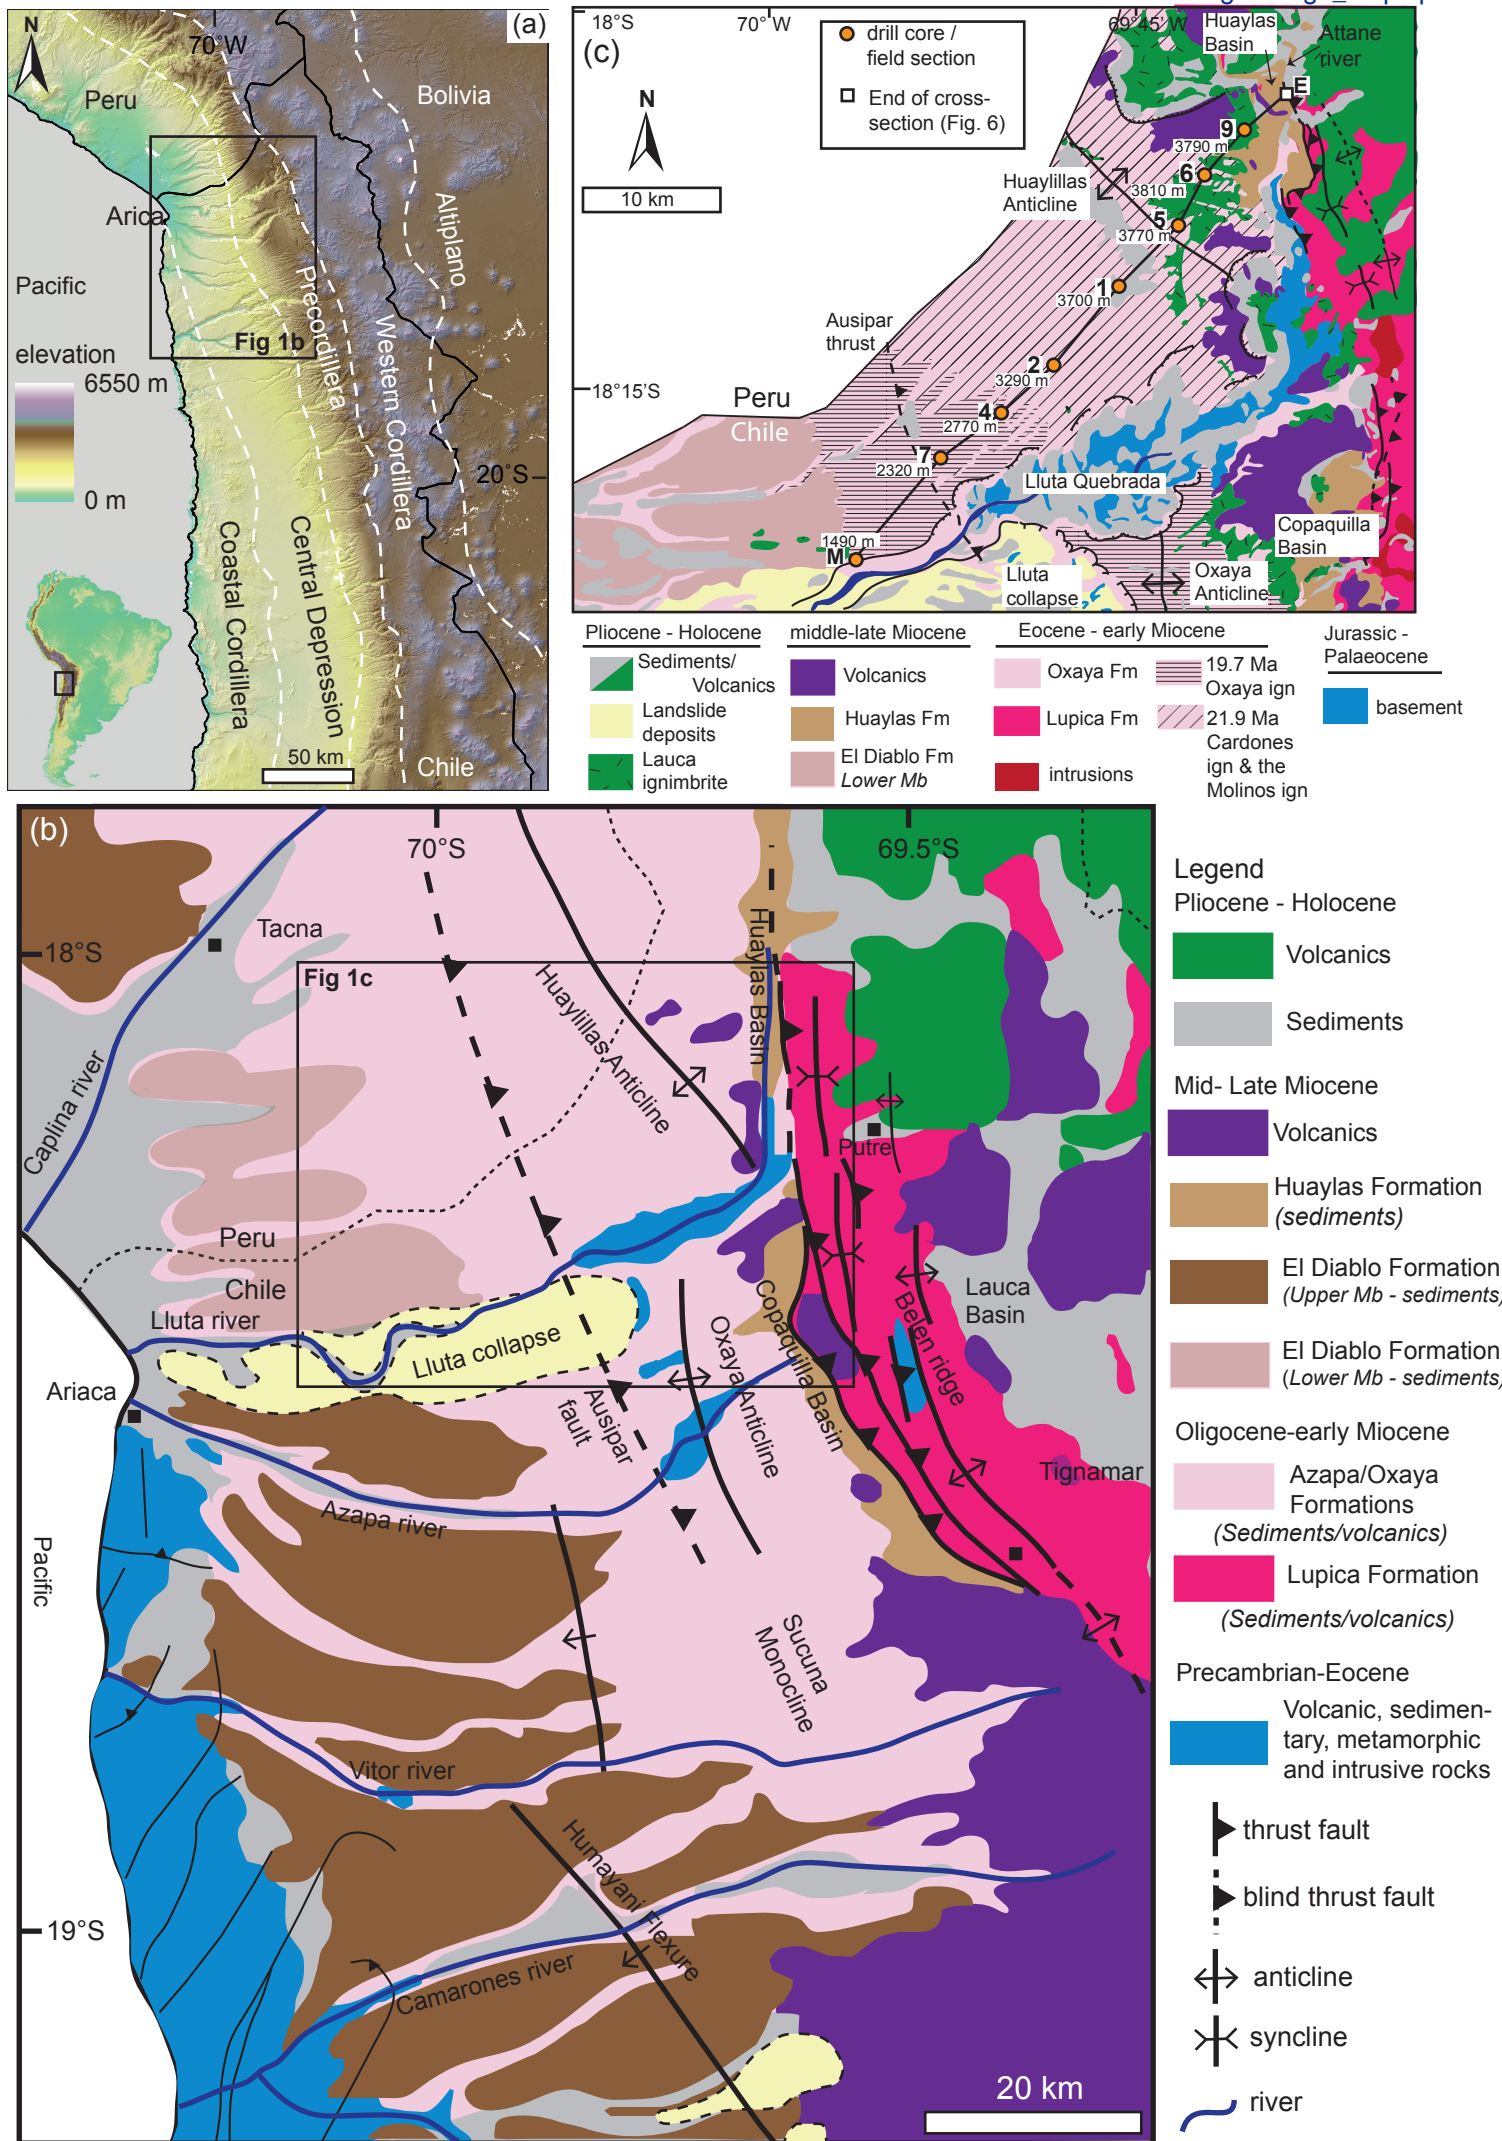 (a)
N
70°W
Peru
Bolivia
Arica
Altiplano
Pacific
Precordillera
Western Cordillera
Fig 1b
elevation
6550 m
0 m
20°S
Coastal Cordillera
Central Depression
50 km
Chile
18°S
70°W
69°45' W
(c)
drill core /
field section
End of cross-
section (Fig. 6)
Huaylas
Basin
Attane
river
N
10 km
E
9
3790 m
6
3810 m
Huaylillas
Anticline
5
3770 m
1
3700 m
Ausipar
thrust
2
3290 m
18°15'S
Peru
Chile
4
2770 m
7
2320 m
Lluta Quebrada
1490 m
M
Copaquilla
Basin
Lluta
collapse
Oxaya
Anticline
Pliocene - Holocene
Sediments/
Volcanics
Landslide
deposits
Lauca
ignimbrite
middle-late Miocene
Volcanics
Huaylas Fm
El Diablo Fm
Lower Mb
Eocene - early Miocene
Oxaya Fm
Lupica Fm
intrusions
19.7 Ma
Oxaya ign
21.9 Ma
Cardones
ign & the
Molinos ign
Jurassic -
Palaeocene
basement
(b)
70°S
69.5°S
Tacna
18°S
Fig 1c
Huaylas Basin
Huaylillas Anticline
Caplina river
Putre
Peru
Chile
Lluta river
Lluta collapse
Lauca
Basin
Belen ridge
Copaquilla Basin
Oxaya Anticline
Ariaca
Ausipar
fault
Tignamar
Azapa river
Pacific
Sucuna
Monocline
Vitor river
Humayani Flexure
19°S
Camarones river
20 km
Legend
Pliocene - Holocene
Volcanics
Sediments
Mid- Late Miocene
Volcanics
Huaylas Formation
(sediments)
El Diablo Formation
(Upper Mb - sediments)
El Diablo Formation
(Lower Mb - sediments)
Oligocene-early Miocene
Azapa/Oxaya
Formations
(Sediments/volcanics)
Lupica Formation
(Sediments/volcanics)
Precambrian-Eocene
Volcanic, sedimen-
tary, metamorphic
and intrusive rocks
thrust fault
blind thrust fault
anticline
syncline
river